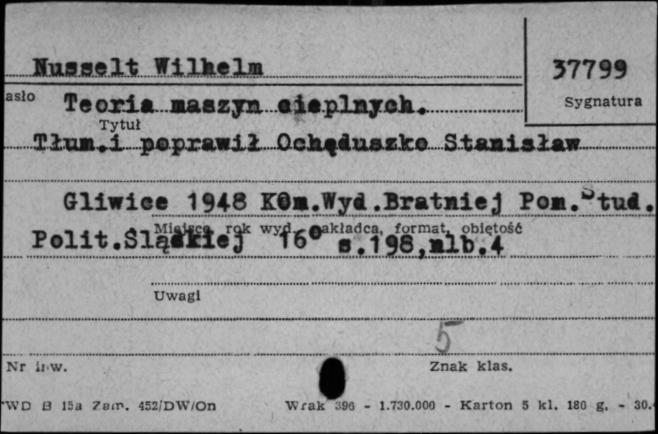 Nusselt Wilhelm
37799
asło
Teoria maszyn cieplnych.
Sygnatura
Tytuł
Tłum.i poprawił Ochęduszko Stanisław
Gliwice 1948 Kom.Wyd.Bratniej Pom.Stud.
Miejsce, rok wyd., nakładca, format, objętość
Polit.Śląskiej 16° s.198,nlb.4
Uwagi
5
Nr inw.
Znak klas.
WD B 15a Zam. 452/DW/On Wrak 396 - 1.730.000 - Karton 5 kl. 180 g. - 30.